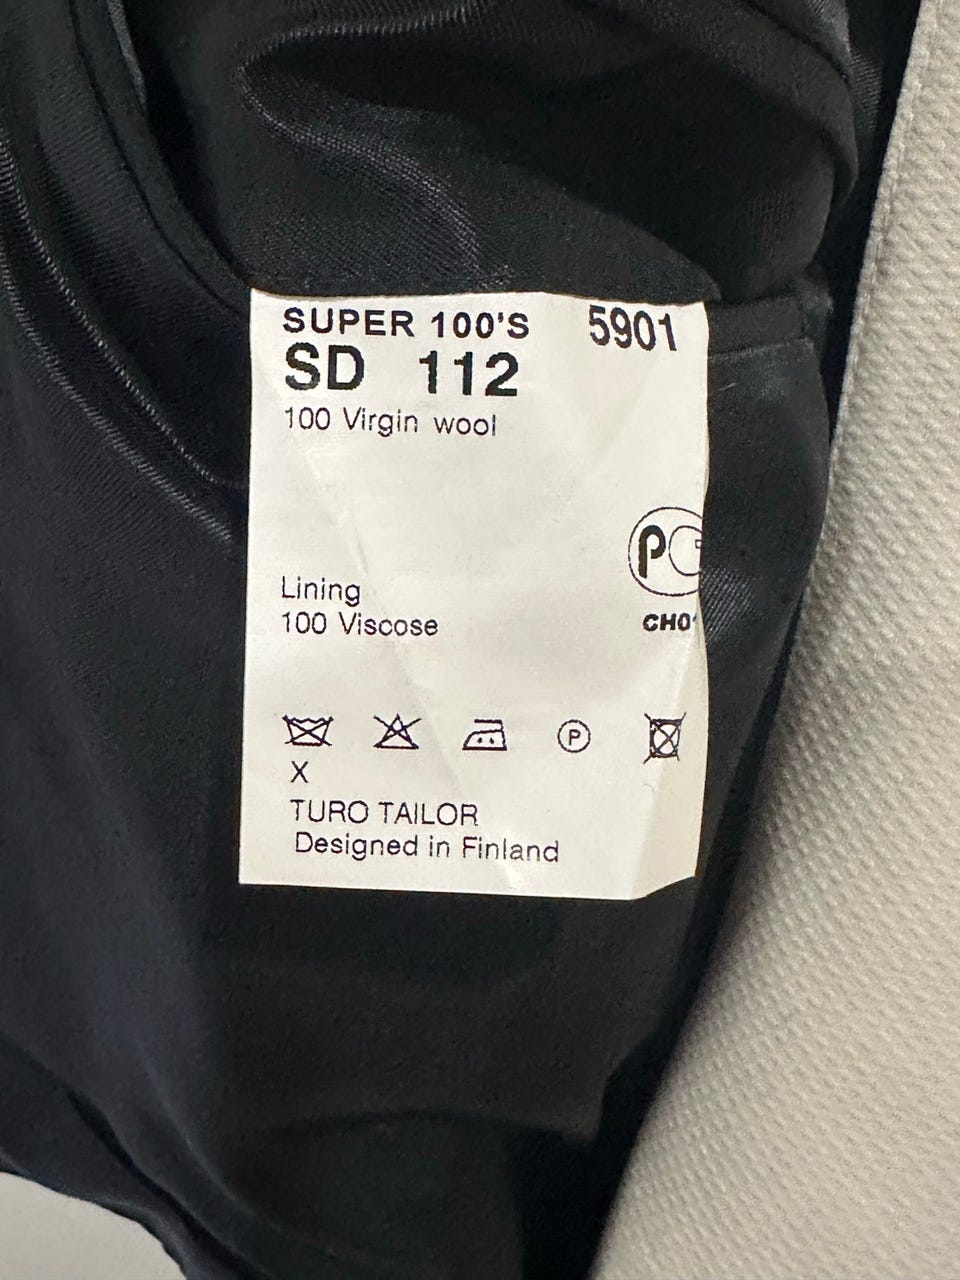 SUPER 100'S 5901
SD 112
100 Virgin wool
Lining
100 Viscose
P
X
TURO TAILOR
Designed in Finland